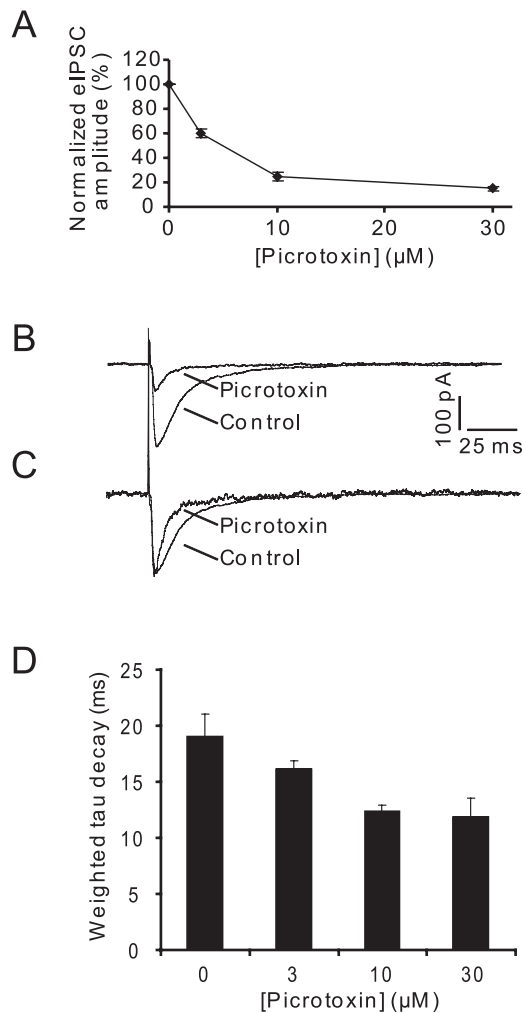 A
Normalized eIPSC
amplitude (%)
120
100
80
60
40
20
0
0
10
20
30
[Picrotoxin] (µM)
B
Picrotoxin
Control
100 pA
25 ms
C
Picrotoxin
Control
D
Weighted tau decay (ms)
25
20
15
10
5
0
0
3
10
30
[Picrotoxin] (µM)